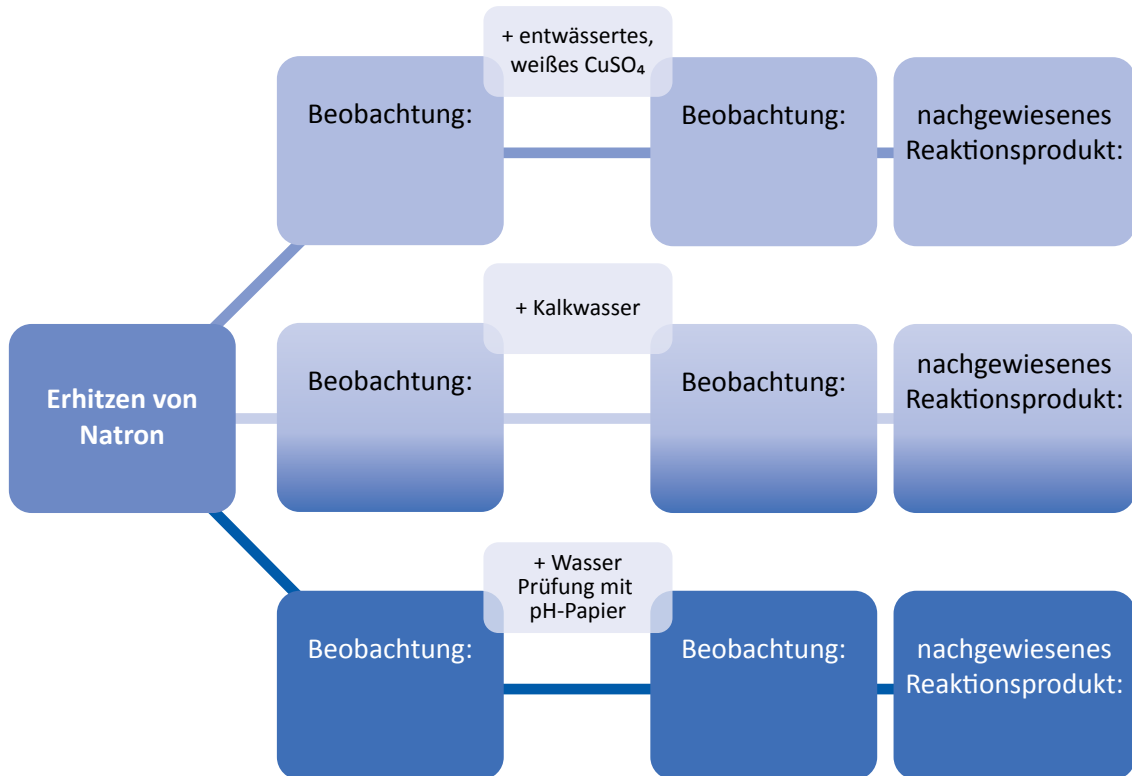 + entwässertes,
weißes CuSO₄
Beobachtung:
Beobachtung:
nachgewiesenes
Reaktionsprodukt:
+ Kalkwasser
Erhitzen von
Natron
Beobachtung:
Beobachtung:
nachgewiesenes
Reaktionsprodukt:
+ Wasser
Prüfung mit
pH-Papier
Beobachtung:
Beobachtung:
nachgewiesenes
Reaktionsprodukt: